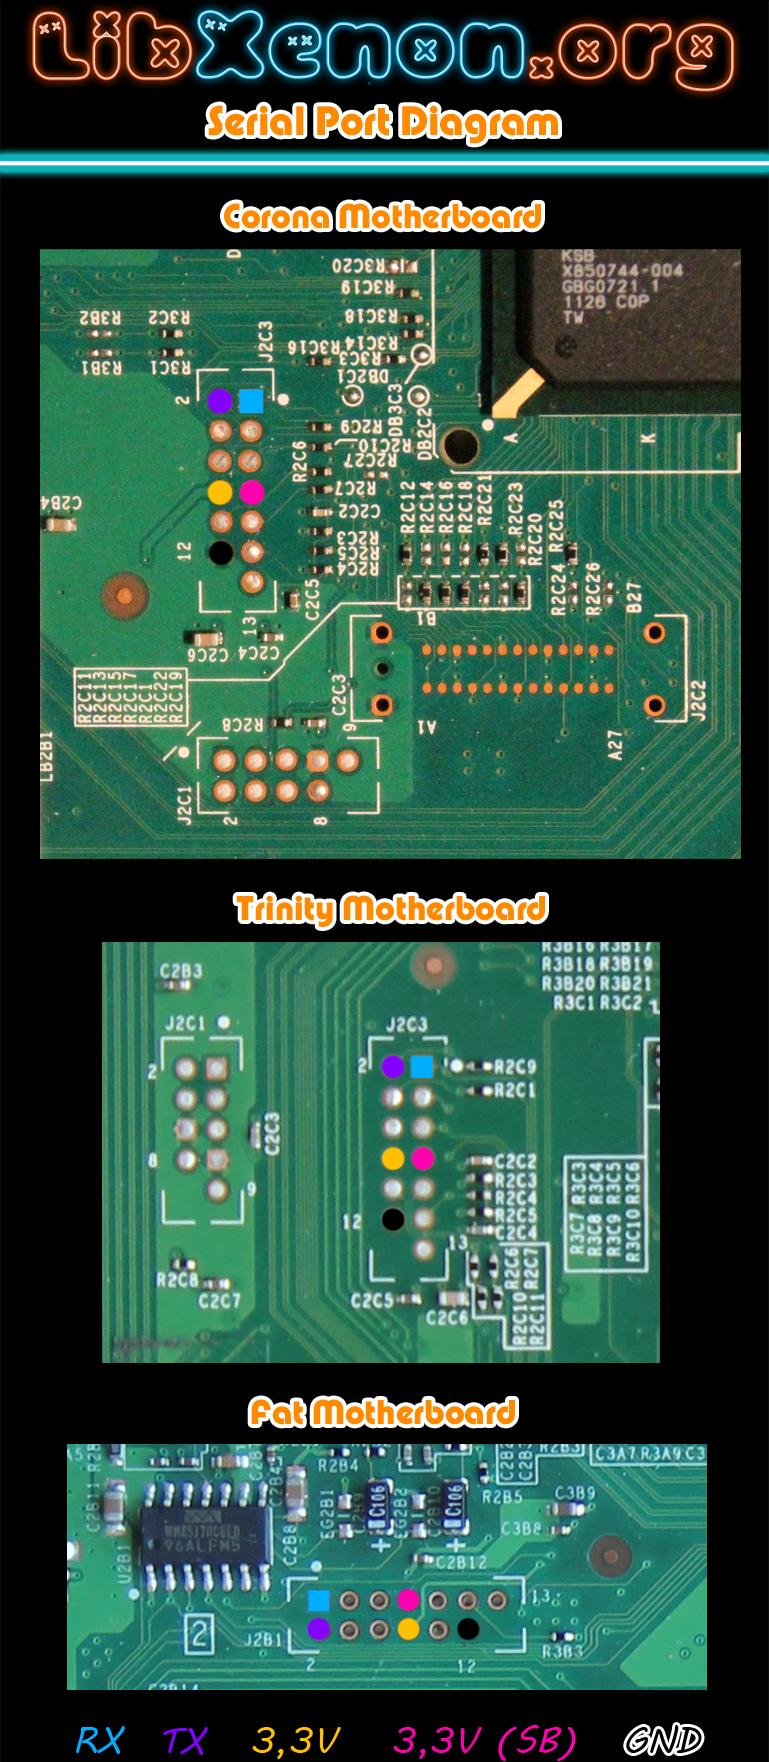 LibXenon.org
Serial Port Diagram
Corona Motherboard
KSB
X850744-004
GBG0721.1
1126 COP
TW
R3C20
R3C19
R3C18
R3C14
R3C16
R3C3
R3B2 R3C2
R3B1 R3C1
J2C3
DB2C1
DB3C3
DB2C2
2
A
K
R2C9
R2C10
R2C27
R2C6
R2C7
C2C2
R2C3
R2C5
R2C4
C2B4
R2C12
R2C14
R2C16
R2C18
R2C21
R2C23
R2C20
R2C25
R2C24
R2C26
B27
12
13
C2C5
B1
C2C6
C2C4
R2C11
R2C13
R2C15
R2C17
R2C1
R2C22
R2C19
C2C3
J2C2
R2C8
9
A1
A27
LB2B1
J2C1
2
8
Trinity Motherboard
R3B16 R3B17
R3B18 R3B19
R3B20 R3B21
R3C1 R3C2
C2B3
J2C1
J2C3
2
2
R2C9
R2C1
C2C3
8
9
C2C2
R2C3
R2C4
R2C5
C2C4
12
13
R3C7 R3C3
R3C8 R3C4
R3C9 R3C5
R3C10 R3C6
R2C6
R2C7
R2C10
R2C11
R2C8
C2C7
C2C5
C2C6
Fat Motherboard
R2B4
C3A7 R3A9 C3
C2B11
EG2B1
C106
EG2B2
C106
R2B5
C3B9
C3B8
U2B1
96ALFM5
C2B8
C2B12
13
2
J2B1
2
12
R3B3
C2B14
RX TX 3,3V 3,3V (SB) GND